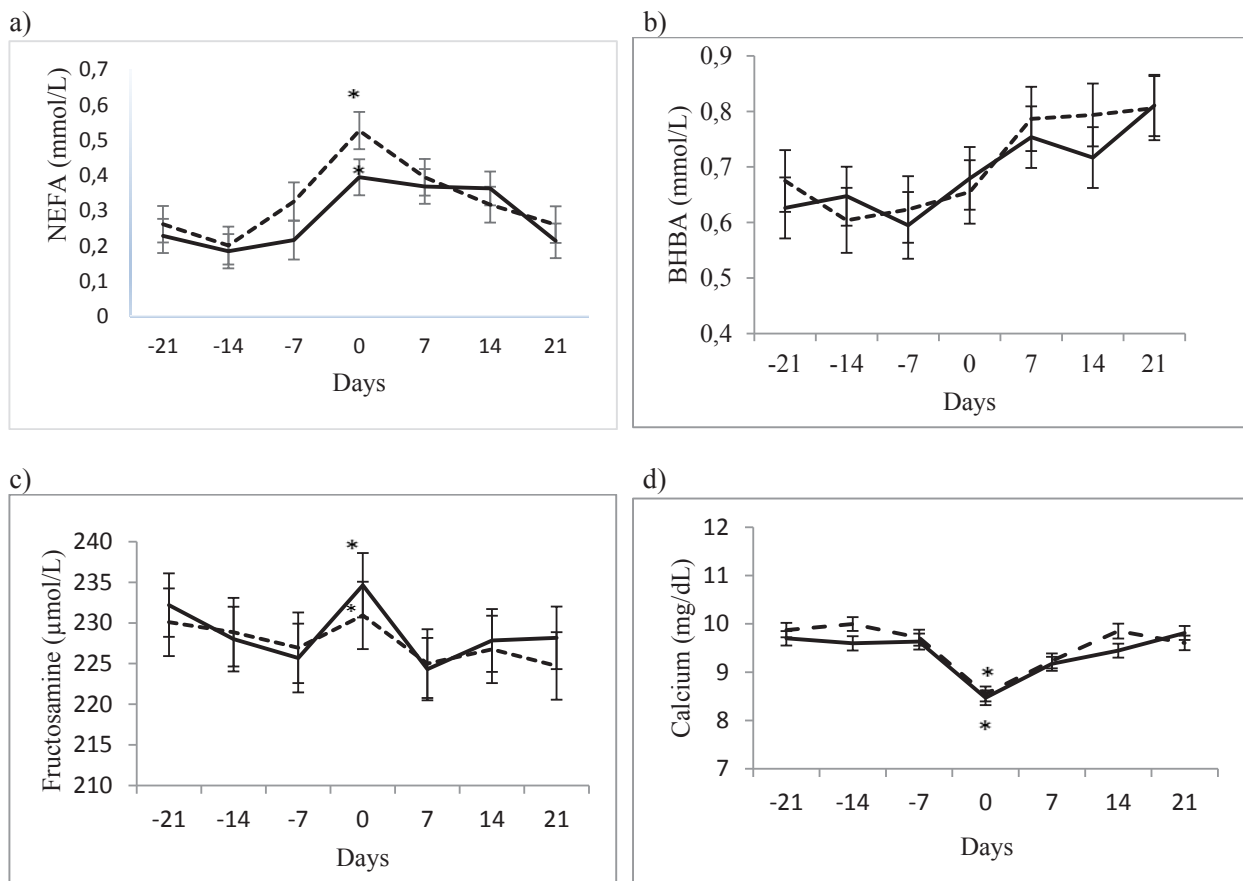 a)
NEFA (mmol/L)
0,7
0,6
0,5
0,4
0,3
0,2
0,1
0
*
*
-21 -14 -7 0 7 14 21
Days
b)
BHBA (mmol/L)
0,9
0,8
0,7
0,6
0,5
0,4
-21 -14 -7 0 7 14 21
Days
c)
Fructosamine (µmol/L)
240
235
230
225
220
215
210
*
*
-21 -14 -7 0 7 14 21
Days
d)
Calcium (mg/dL)
12
11
10
9
8
7
*
*
-21 -14 -7 0 7 14 21
Days